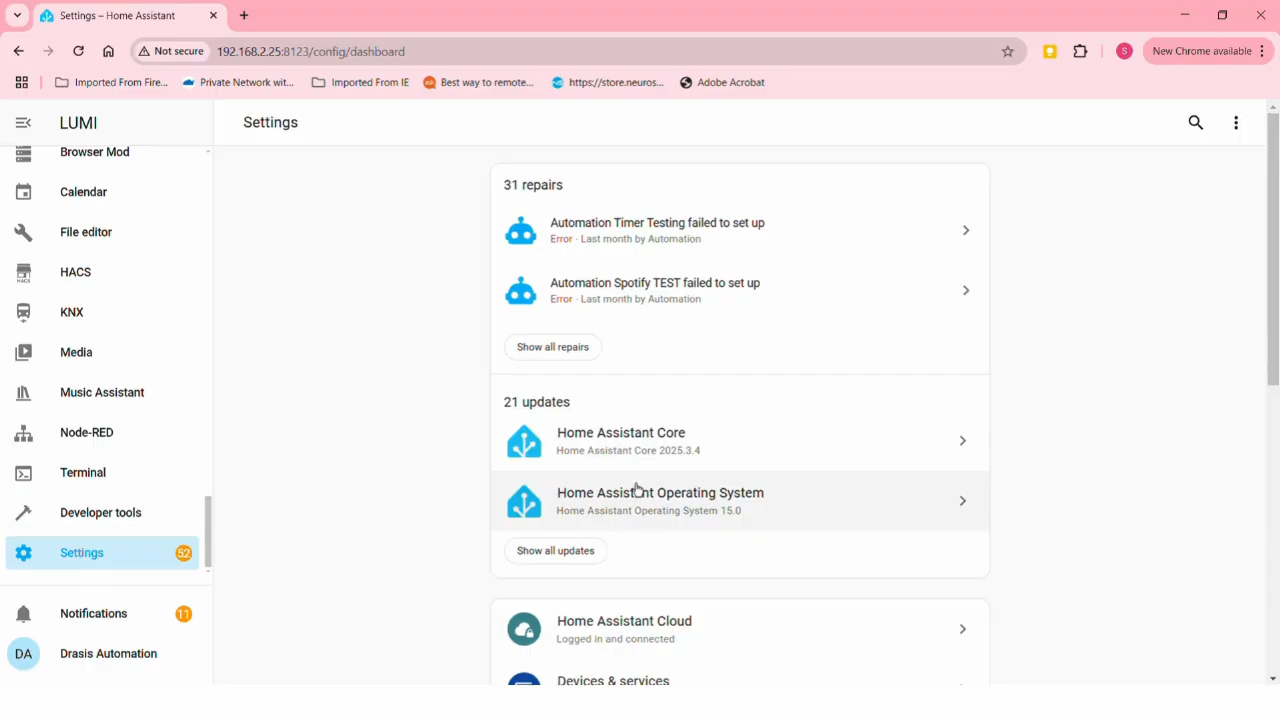 Settings – Home Assistant
Not secure
192.168.2.25:8123/config/dashboard
S
New Chrome available
Imported From Fire...
Private Network wit...
Imported From IE
Best way to remote...
https://store.neuros...
Adobe Acrobat
LUMI
Settings
Browser Mod
Calendar
File editor
HACS
HACS
KNX
Media
Music Assistant
Node-RED
Terminal
Developer tools
Settings
52
Notifications
11
DA
Drasis Automation
31 repairs
Automation Timer Testing failed to set up
Error · Last month by Automation
Automation Spotify TEST failed to set up
Error · Last month by Automation
Show all repairs
21 updates
Home Assistant Core
Home Assistant Core 2025.3.4
Home Assistant Operating System
Home Assistant Operating System 15.0
Show all updates
Home Assistant Cloud
Logged in and connected
Devices & services